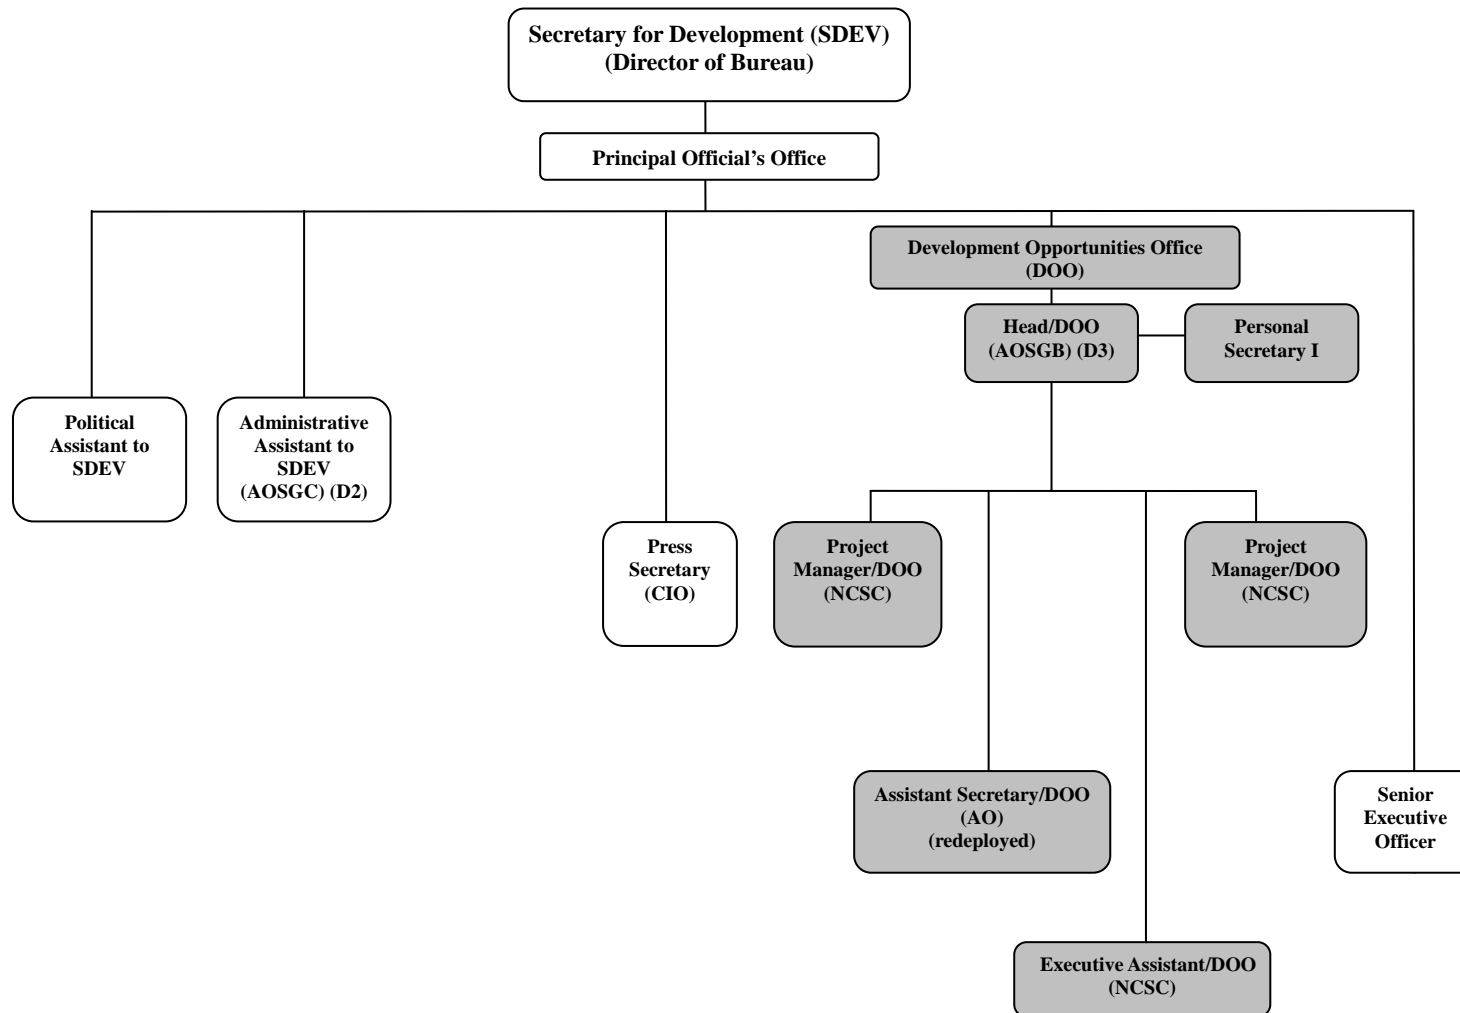 Secretary for Development (SDEV)
(Director of Bureau)
Principal Official’s Office
Development Opportunities Office
(DOO)
Head/DOO
(AOSGB) (D3)
Personal
Secretary I
Political
Assistant to
SDEV
Administrative
Assistant to
SDEV
(AOSGC) (D2)
Press
Secretary
(CIO)
Project
Manager/DOO
(NCSC)
Project
Manager/DOO
(NCSC)
Assistant Secretary/DOO
(AO)
(redeployed)
Senior
Executive
Officer
Executive Assistant/DOO
(NCSC)